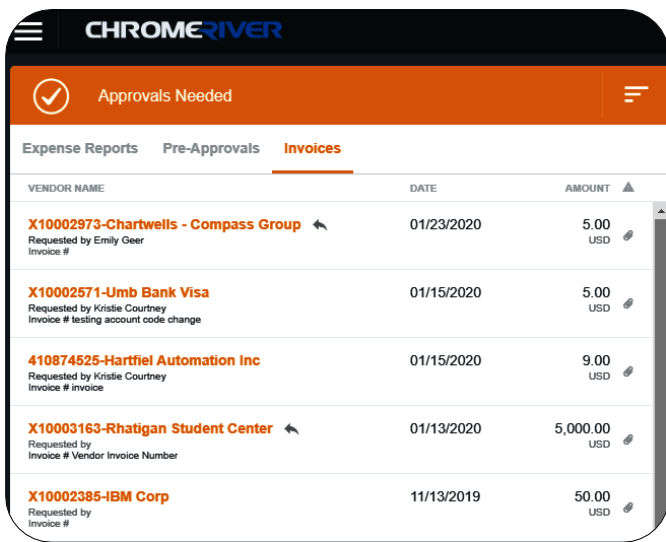 CHROMERIVER
Approvals Needed
Expense Reports Pre-Approvals Invoices
VENDOR NAME DATE AMOUNT
X10002973-Chartwells - Compass Group 01/23/2020 5.00
Requested by Emily Geer USD
Invoice #
X10002571-Umb Bank Visa 01/15/2020 5.00
Requested by Kristie Courtney USD
Invoice # testing account code change
410874525-Hartfiel Automation Inc 01/15/2020 9.00
Requested by Kristie Courtney USD
Invoice # invoice
X10003163-Rhatigan Student Center 01/13/2020 5,000.00
Requested by USD
Invoice # Vendor Invoice Number
X10002385-IBM Corp 11/13/2019 50.00
Requested by USD
Invoice #